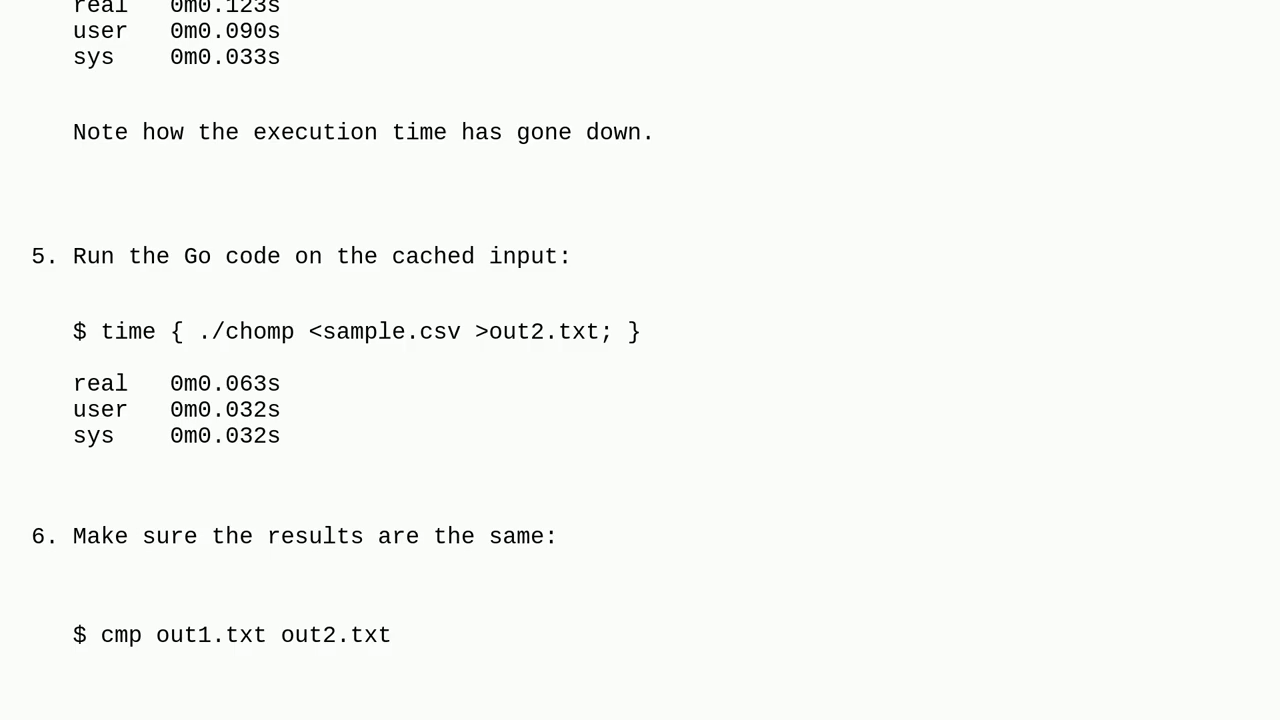 real   0m0.123s
user   0m0.090s
sys    0m0.033s
Note how the execution time has gone down.
5. Run the Go code on the cached input:
$ time { ./chomp <sample.csv >out2.txt; }
real   0m0.063s
user   0m0.032s
sys    0m0.032s
6. Make sure the results are the same:
$ cmp out1.txt out2.txt